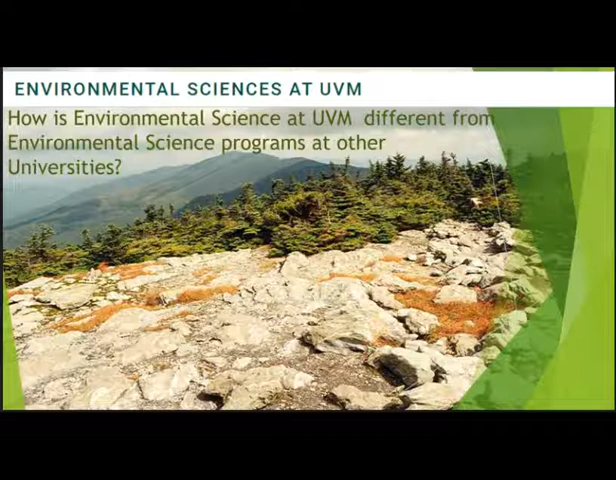 ENVIRONMENTAL SCIENCES AT UVM
How is Environmental Science at UVM different from
Environmental Science programs at other
Universities?